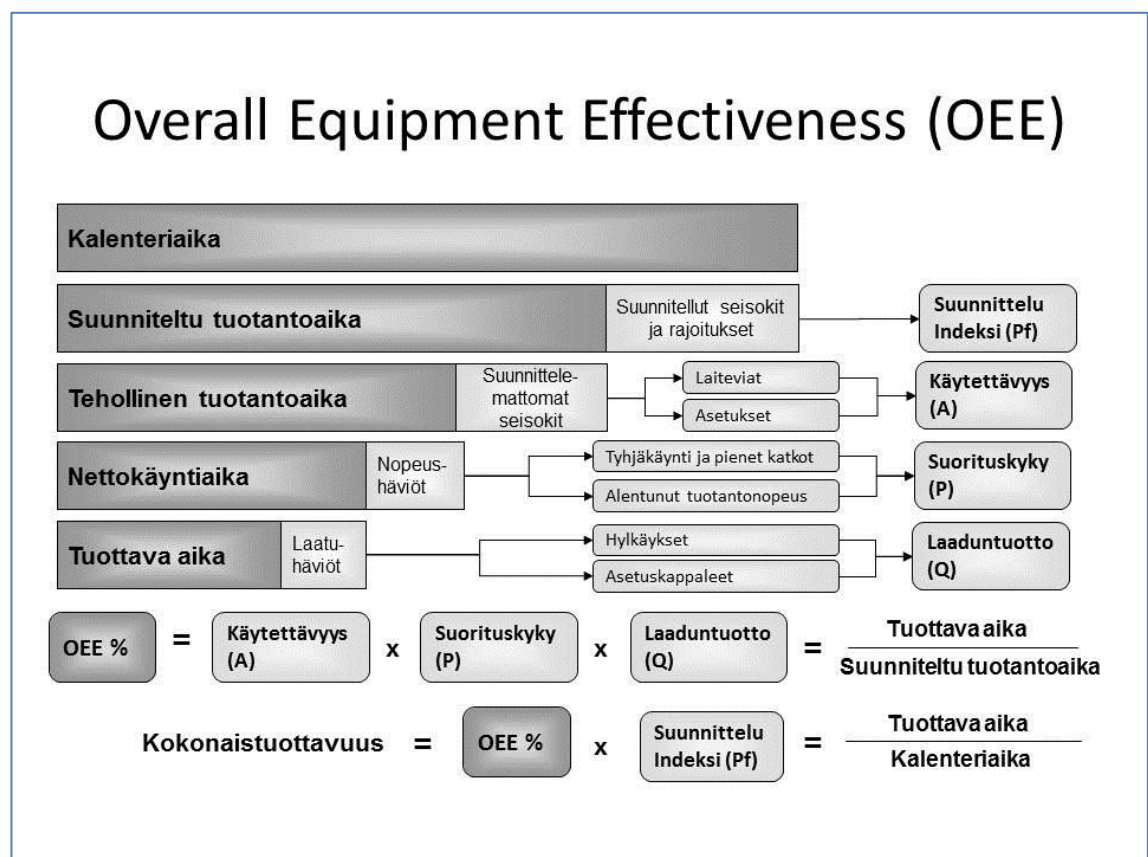 Overall Equipment Effectiveness (OEE)
Kalenteriaika
Suunniteltu tuotantoaika
Suunnitellut seisokit
ja rajoitukset
Suunnittelu
Indeksi (Pf)
Tehollinen tuotantoaika
Suunnittele-
mattomat
seisokit
Laiteviat
Asetukset
Käytettävyys
(A)
Nettokäyntiaika
Nopeus-
häviöt
Tyhjäkäynti ja pienet katkot
Alentunut tuotantonopeus
Suorituskyky
(P)
Tuottava aika
Laatu-
häviöt
Hylkäykset
Asetuskappaleet
Laaduntuotto
(Q)
OEE %
=
Käytettävyys
(A)
x
Suorituskyky
(P)
x
Laaduntuotto
(Q)
=
Tuottava aika
Suunniteltu tuotantoaika
Kokonaistuottavuus
=
OEE %
x
Suunnittelu
Indeksi (Pf)
=
Tuottava aika
Kalenteriaika